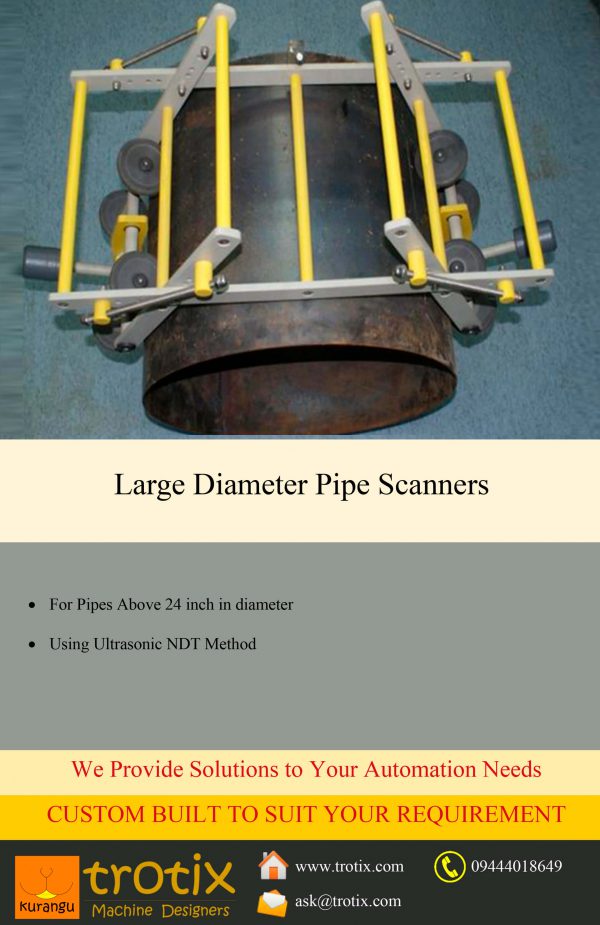 Large Diameter Pipe Scanners
• For Pipes Above 24 inch in diameter
• Using Ultrasonic NDT Method
We Provide Solutions to Your Automation Needs
CUSTOM BUILT TO SUIT YOUR REQUIREMENT
kurangu
trotix
Machine Designers
www.trotix.com
09444018649
ask@trotix.com